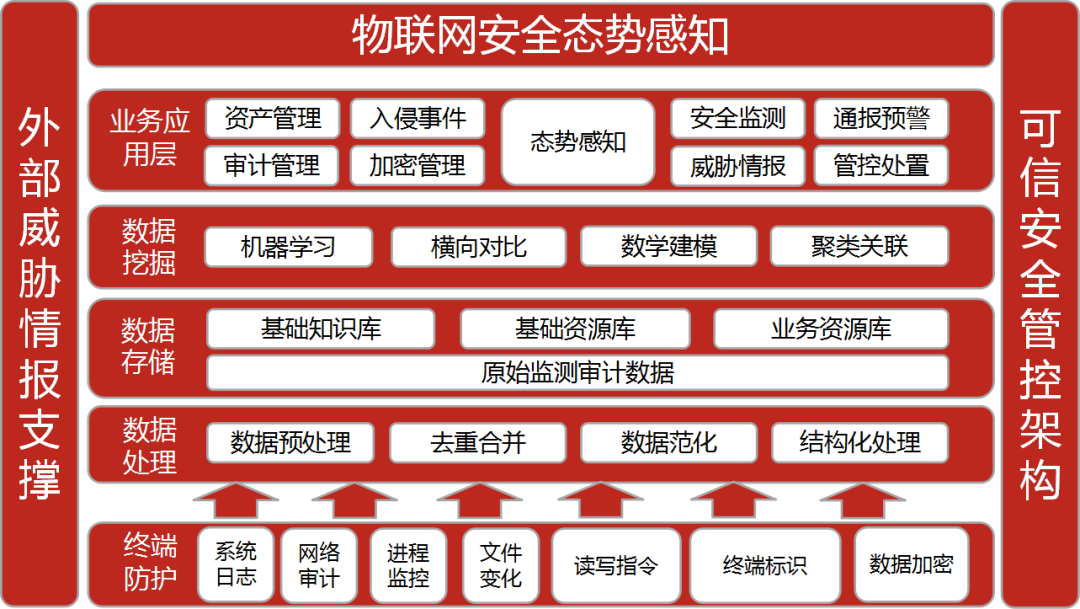 物联网安全态势感知
外部威胁情报支撑
业务应
用层
资产管理
入侵事件
态势感知
安全监测
通报预警
审计管理
加密管理
威胁情报
管控处置
数据
挖掘
机器学习
横向对比
数学建模
聚类关联
数据
存储
基础知识库
基础资源库
业务资源库
原始监测审计数据
数据
处理
数据预处理
去重合并
数据范化
结构化处理
终端
防护
系统
日志
网络
审计
进程
监控
文件
变化
读写指令
终端标识
数据加密
可信安全管控架构